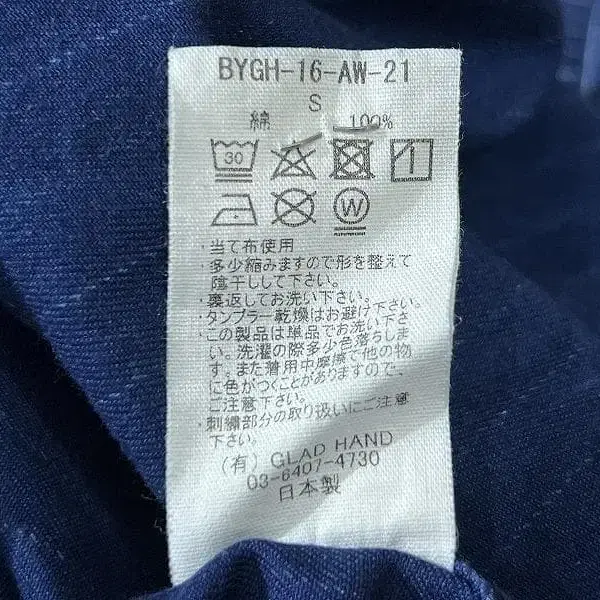 BYGH-16-AW-21
S
綿 100%
30
W
・当て布使用
・多少縮みますので形を整えて
陰干しして下さい。
・裏返してお洗い下さい。
・タンブラー乾燥はお避け下さい。
・この製品は単品でお洗い下さ
い。洗濯の際多少色落ちしま
す。また着用中摩擦で他の物
に色がつくことがありますので、
ご注意下さい。
・刺繍部分の取り扱いにご注意
下さい。
(有) GLAD HAND
03-6407-4730
日本製